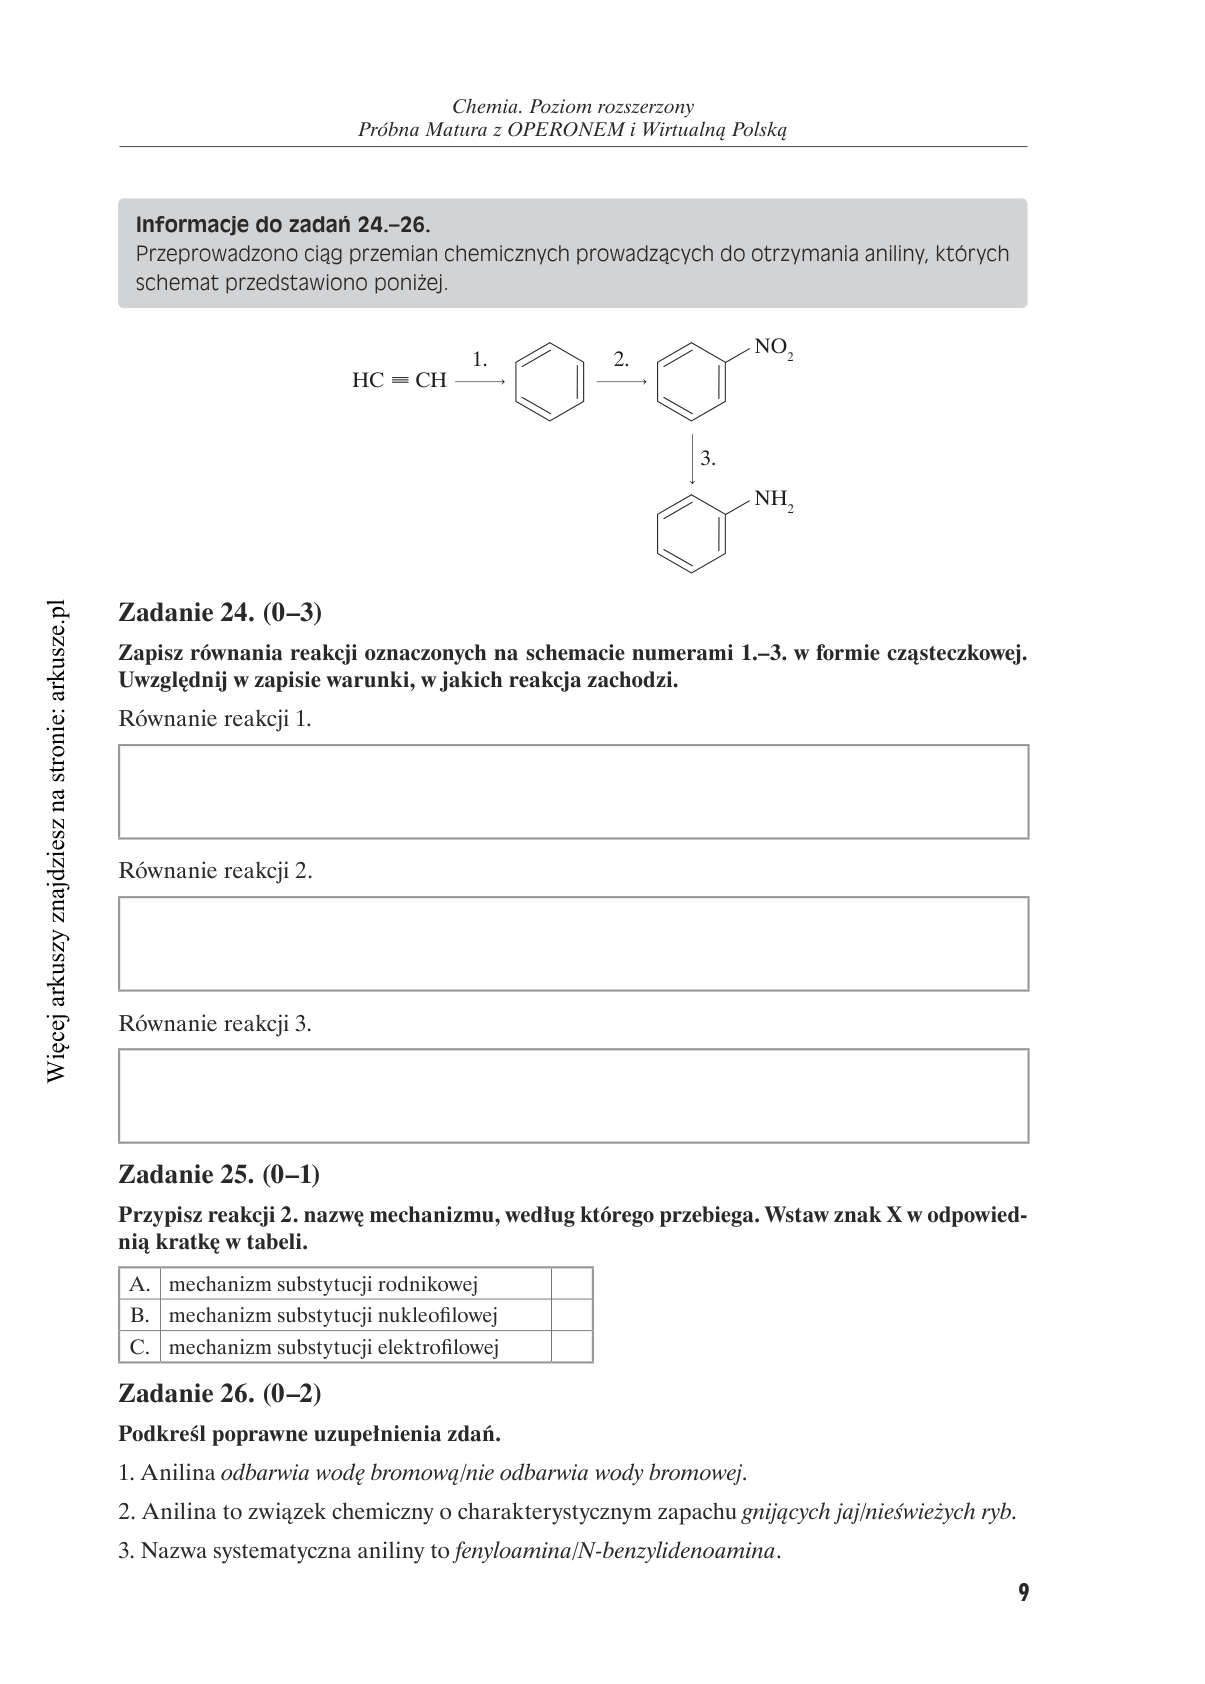 Chemia. Poziom rozszerzony
Próbna Matura z OPERONEM i Wirtualną Polską
Informacje do zadań 24.–26.
Przeprowadzono ciąg przemian chemicznych prowadzących do otrzymania aniliny, których
schemat przedstawiono poniżej.
HC ≡ CH
1.
2.
NO₂
3.
NH₂
Zadanie 24. (0–3)
Zapisz równania reakcji oznaczonych na schemacie numerami 1.–3. w formie cząsteczkowej.
Uwzględnij w zapisie warunki, w jakich reakcja zachodzi.
Równanie reakcji 1.
Równanie reakcji 2.
Równanie reakcji 3.
Zadanie 25. (0–1)
Przypisz reakcji 2. nazwę mechanizmu, według którego przebiega. Wstaw znak X w odpowied-
nią kratkę w tabeli.
A. mechanizm substytucji rodnikowej
B. mechanizm substytucji nukleofilowej
C. mechanizm substytucji elektrofilowej
Zadanie 26. (0–2)
Podkreśl poprawne uzupełnienia zdań.
1. Anilina odbarwia wodę bromową/nie odbarwia wody bromowej.
2. Anilina to związek chemiczny o charakterystycznym zapachu gnijących jaj/nieświeżych ryb.
3. Nazwa systematyczna aniliny to fenyloamina/N-benzylidenoamina.
9
Więcej arkuszy znajdziesz na stronie: arkusze.pl